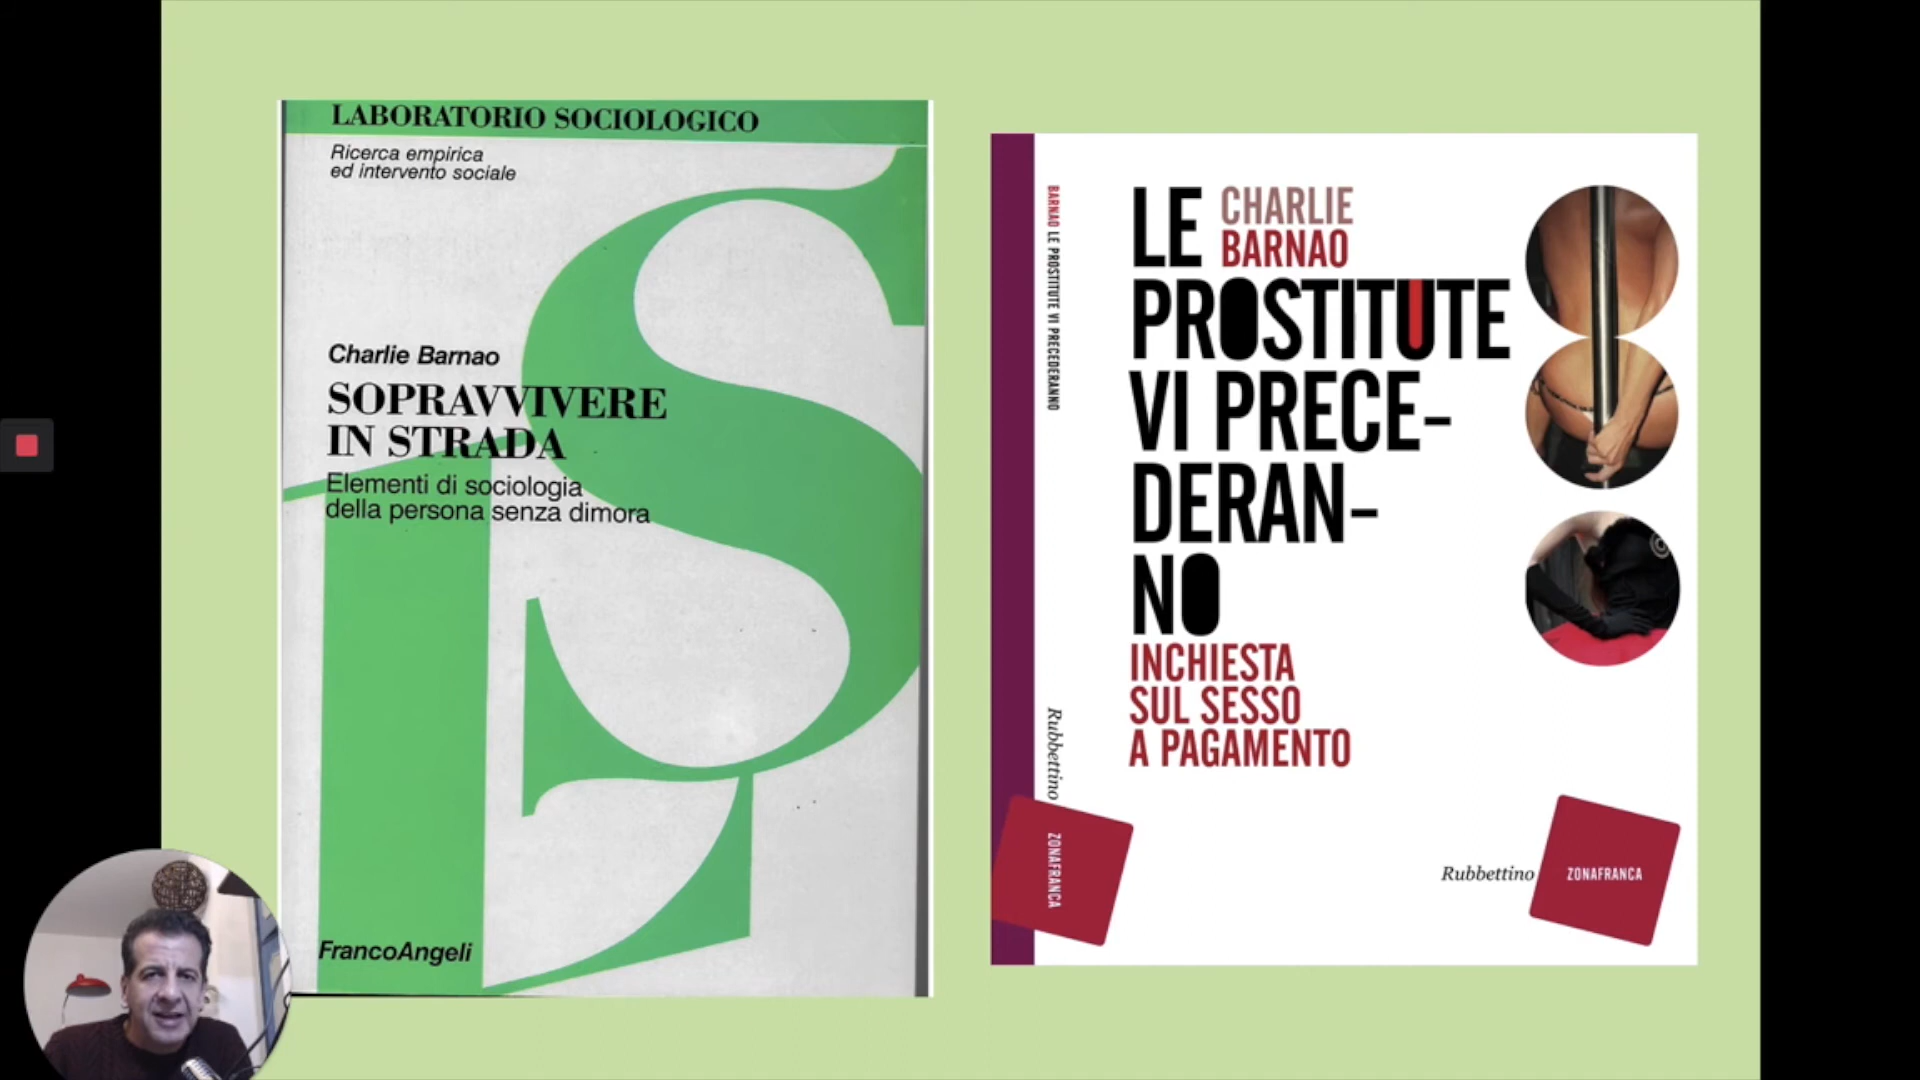 LABORATORIO SOCIOLOGICO
Ricerca empirica
ed intervento sociale
Charlie Barnao
SOPRAVVIVERE
IN STRADA
Elementi di sociologia
della persona senza dimora
FrancoAngeli
BARNAO LE PROSTITUTE VI PRECEDERANNO
Rubbettino
ZONAFRANCA
LE
CHARLIE
BARNAO
PROSTITUTE
VI PRECE-
DERAN-
NO
INCHIESTA
SUL SESSO
A PAGAMENTO
Rubbettino
ZONAFRANCA